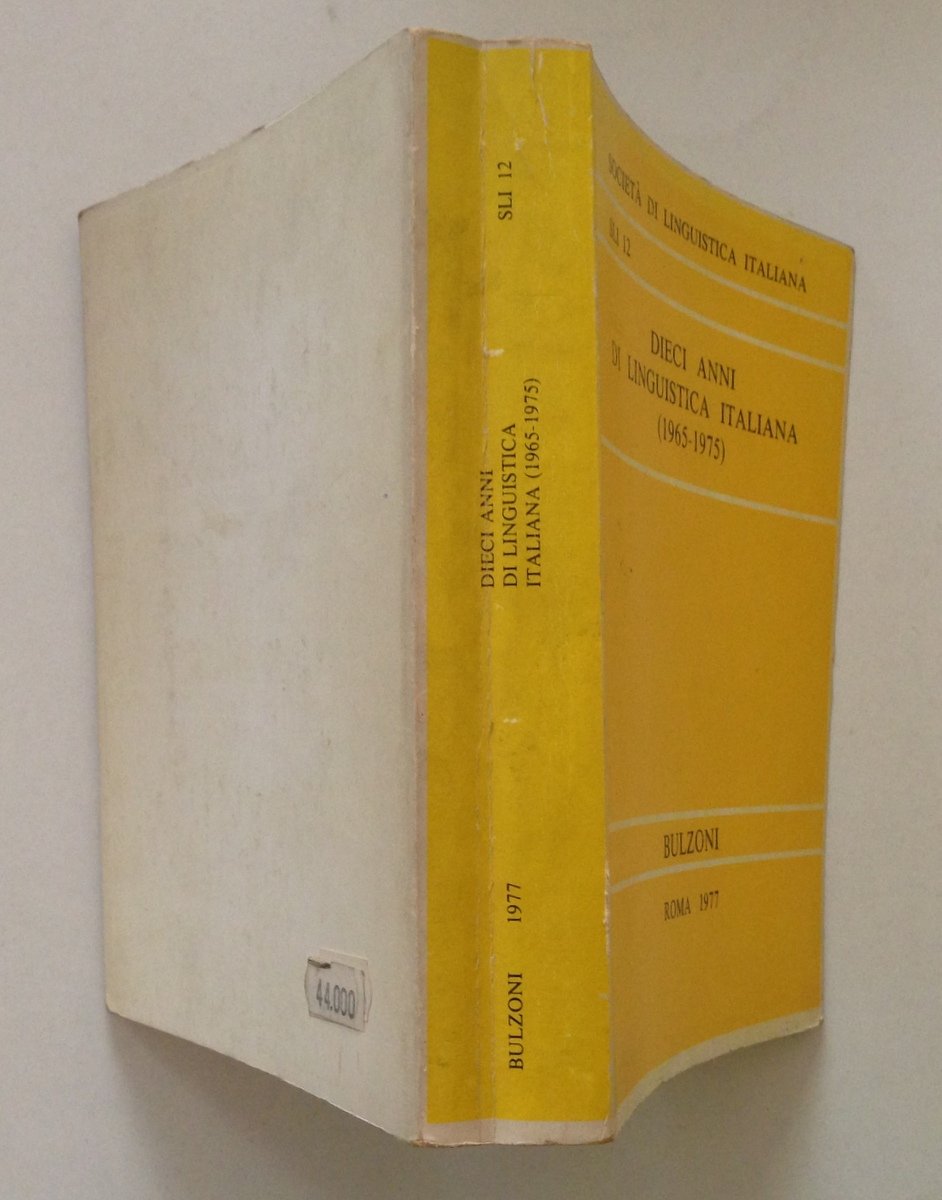 44.000
DIECI ANNI
DI LINGUISTICA
ITALIANA (1965-1975)
SLI 12
BULZONI 1977
SOCIETÀ DI LINGUISTICA ITALIANA
SLI 12
DIECI ANNI
DI LINGUISTICA ITALIANA
(1965-1975)
BULZONI
ROMA 1977